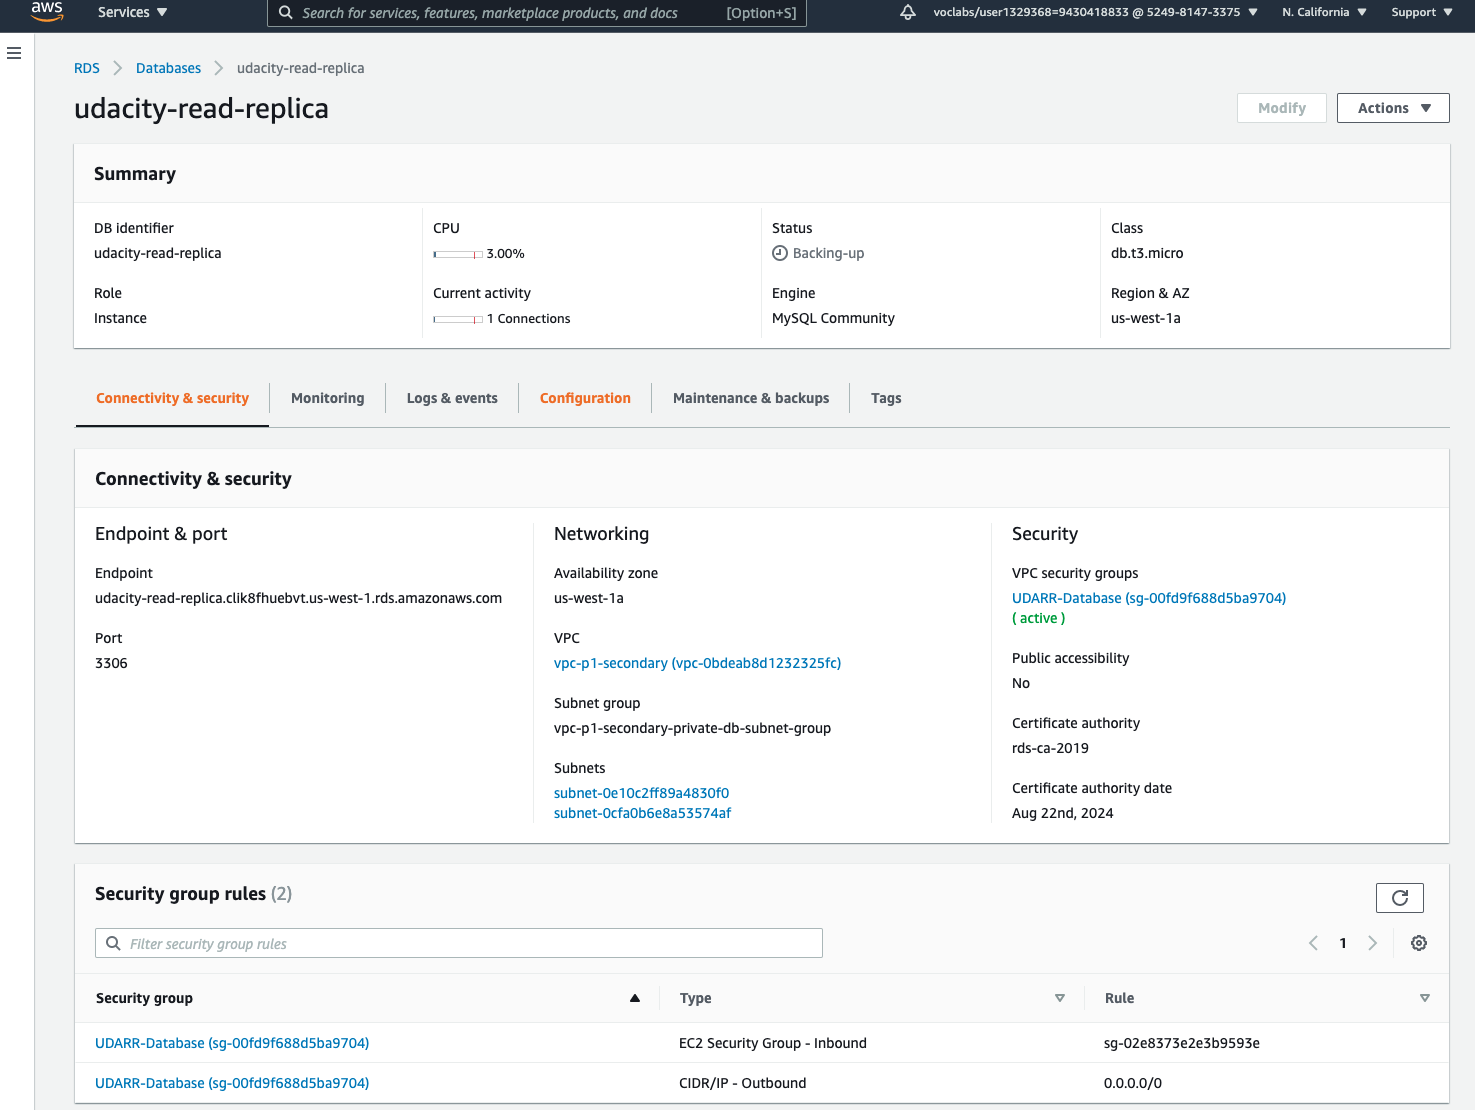 aws Services Search for services, features, marketplace products, and docs [Option+S] voclabs/user1329368=9430418833 @ 5249-8147-3375 N. California Support
RDS Databases udacity-read-replica
udacity-read-replica
Modify Actions
Summary
DB identifier CPU Status Class
udacity-read-replica 3.00% Backing-up db.t3.micro
Role Current activity Engine Region & AZ
Instance 1 Connections MySQL Community us-west-1a
Connectivity & security Monitoring Logs & events Configuration Maintenance & backups Tags
Connectivity & security
Endpoint & port
Endpoint
udacity-read-replica.clik8fhuebvt.us-west-1.rds.amazonaws.com
Port
3306
Networking
Availability zone
us-west-1a
VPC
vpc-p1-secondary (vpc-0bdeab8d1232325fc)
Subnet group
vpc-p1-secondary-private-db-subnet-group
Subnets
subnet-0e10c2ff89a4830f0
subnet-0cfa0b6e8a53574af
Security
VPC security groups
UDARR-Database (sg-00fd9f688d5ba9704)
( active )
Public accessibility
No
Certificate authority
rds-ca-2019
Certificate authority date
Aug 22nd, 2024
Security group rules (2)
Filter security group rules
1
Security group Type Rule
UDARR-Database (sg-00fd9f688d5ba9704) EC2 Security Group - Inbound sg-02e8373e2e3b9593e
UDARR-Database (sg-00fd9f688d5ba9704) CIDR/IP - Outbound 0.0.0.0/0